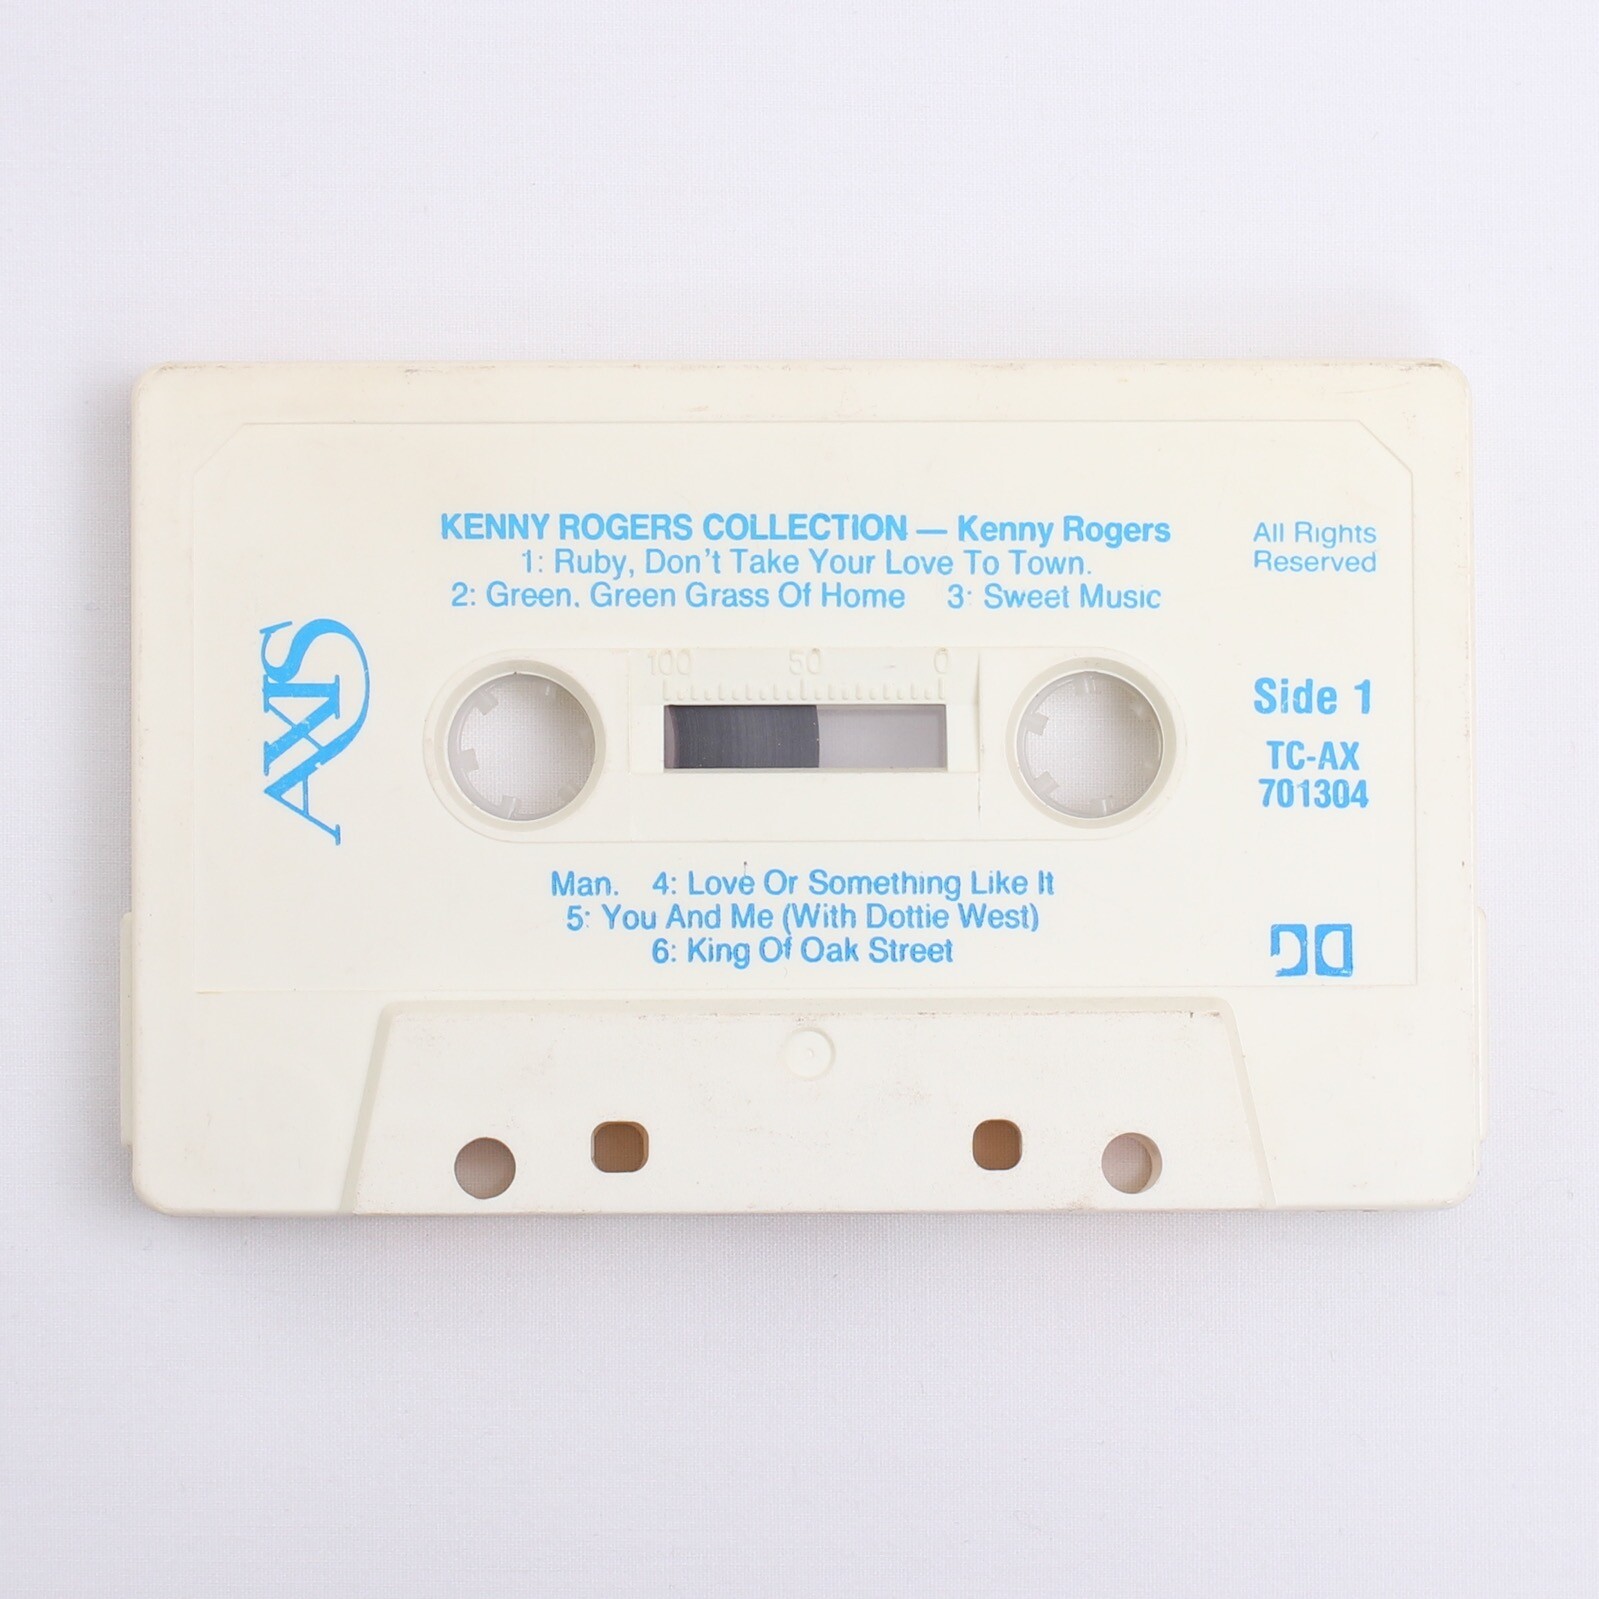 KENNY ROGERS COLLECTION — Kenny Rogers
1: Ruby, Don't Take Your Love To Town.
2: Green, Green Grass Of Home 3: Sweet Music
All Rights
Reserved
AXIS
100 50 0
Side 1
TC-AX
701304
Man. 4: Love Or Something Like It
5: You And Me (With Dottie West)
6: King Of Oak Street